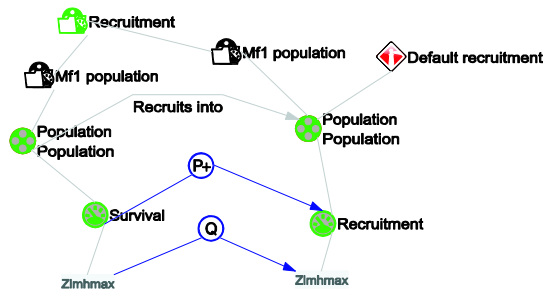 Recruitment
Mf1 population
Default recruitment
Mf1 population
Recruits into
Population
Population
Population
Population
P+
Survival
Recruitment
Q
Zimhmax
Zimhmax